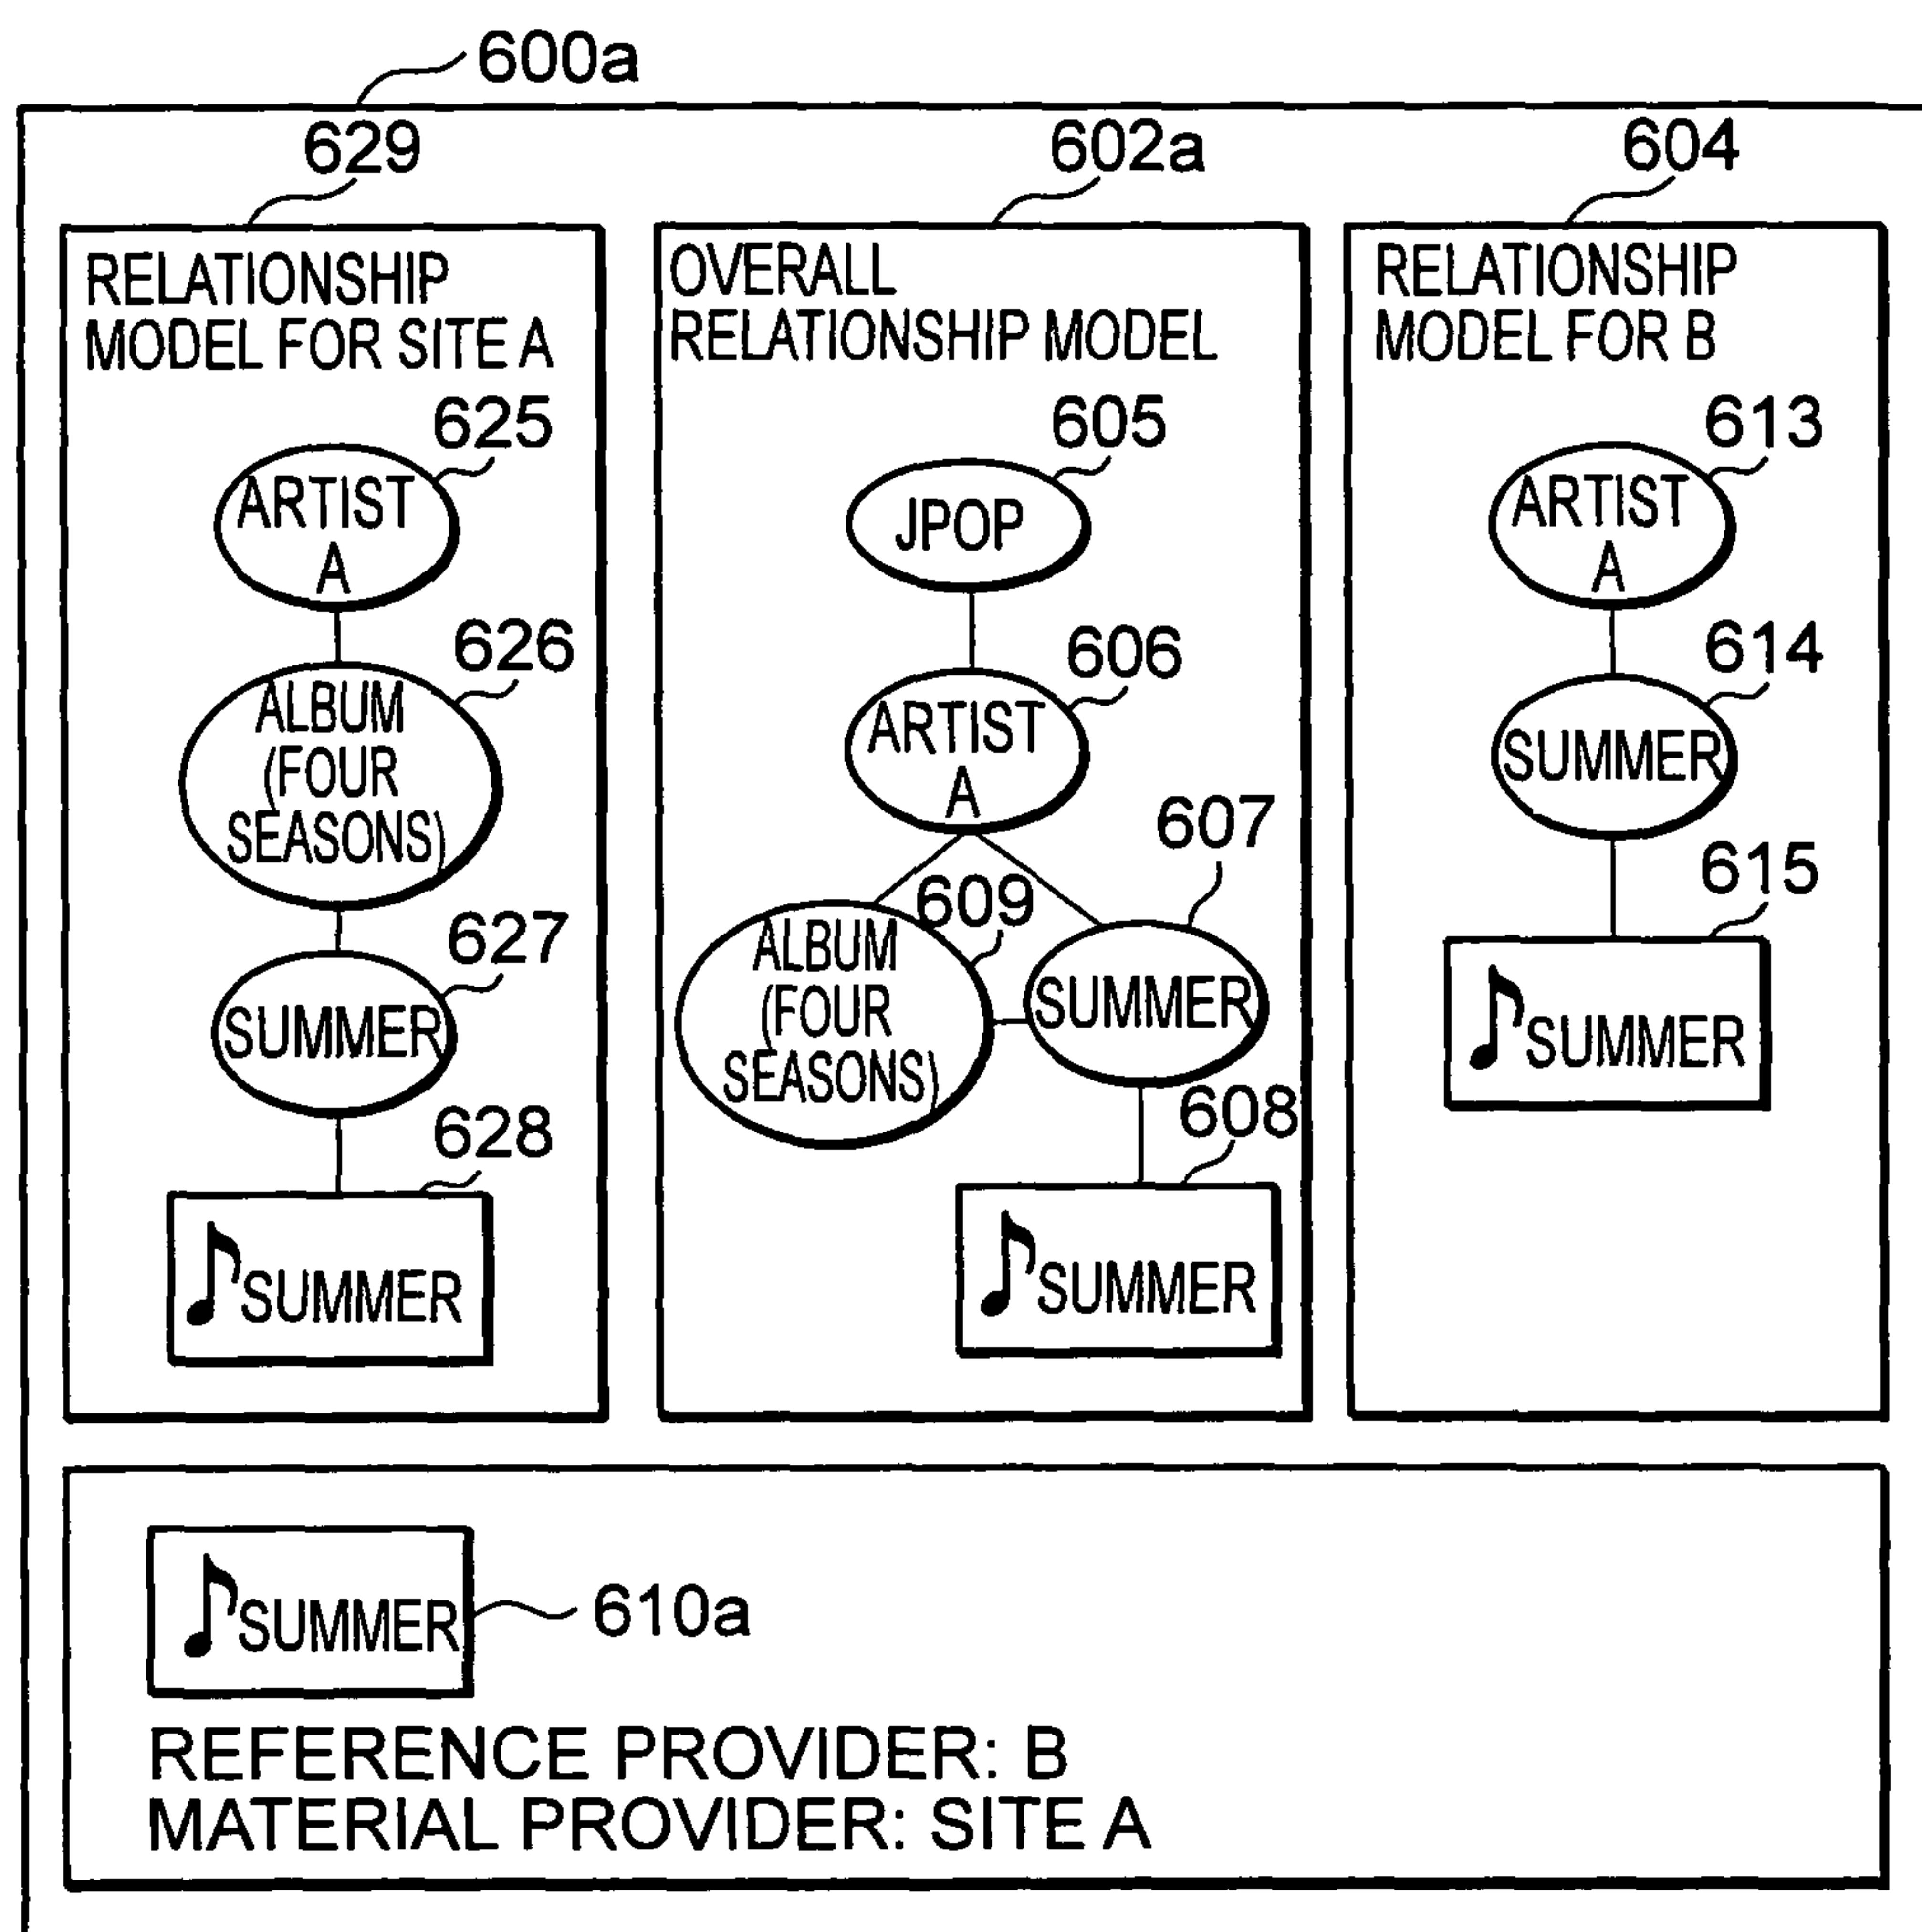 600a
629
602a
604
RELATIONSHIP
MODEL FOR SITE A
625
ARTIST
A
626
ALBUM
(FOUR
SEASONS)
627
SUMMER
628
SUMMER
OVERALL
RELATIONSHIP MODEL
605
JPOP
606
ARTIST
A
607
609
ALBUM
(FOUR
SEASONS)
SUMMER
608
SUMMER
RELATIONSHIP
MODEL FOR B
613
ARTIST
A
614
SUMMER
615
SUMMER
SUMMER
610a
REFERENCE PROVIDER: B
MATERIAL PROVIDER: SITE A